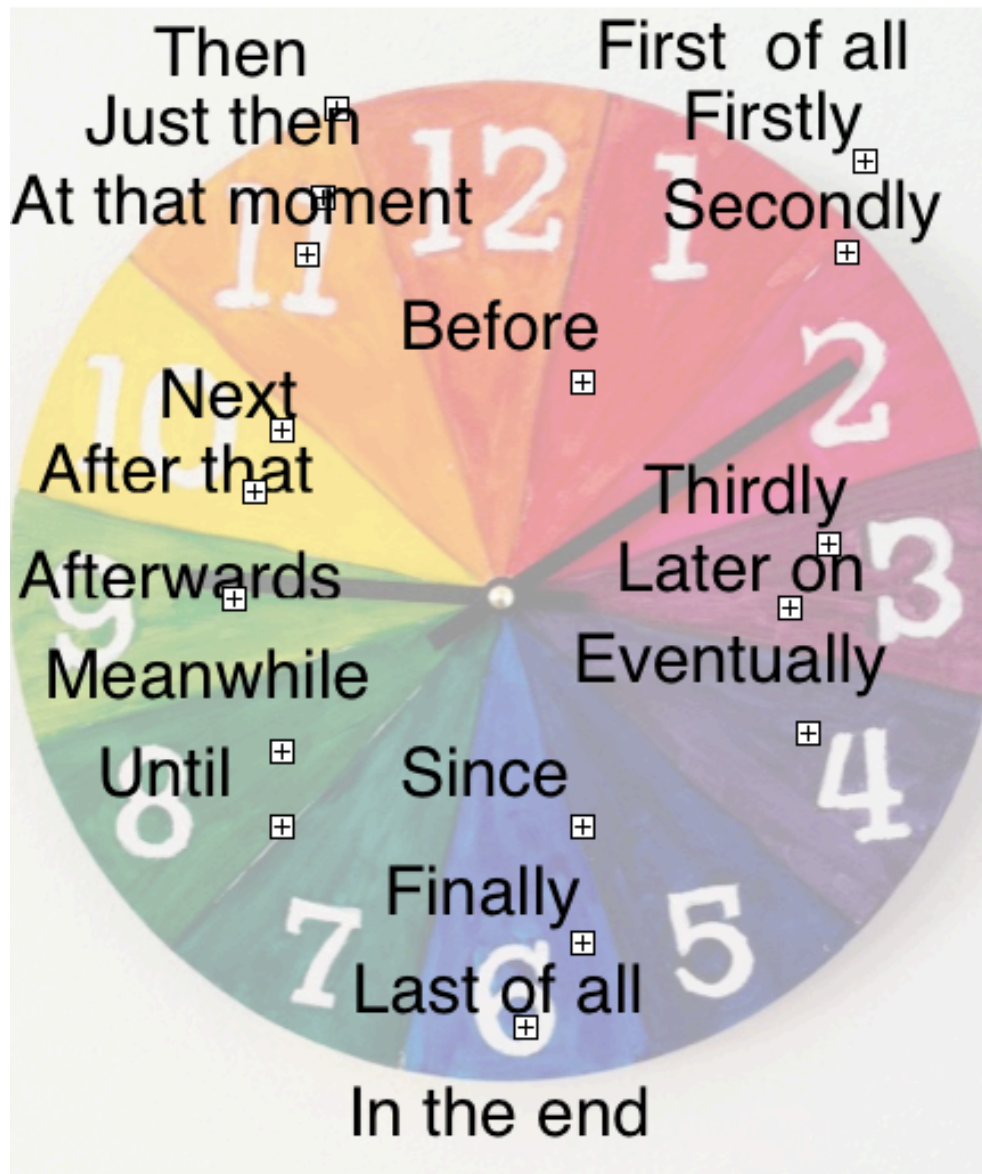 Then
Just then
At that moment
First of all
Firstly
Secondly
Before
Next
After that
Afterwards
Meanwhile
Until
Thirdly
Later on
Eventually
Since
Finally
Last of all
In the end
12
1
2
3
4
5
6
7
8
9
10
11